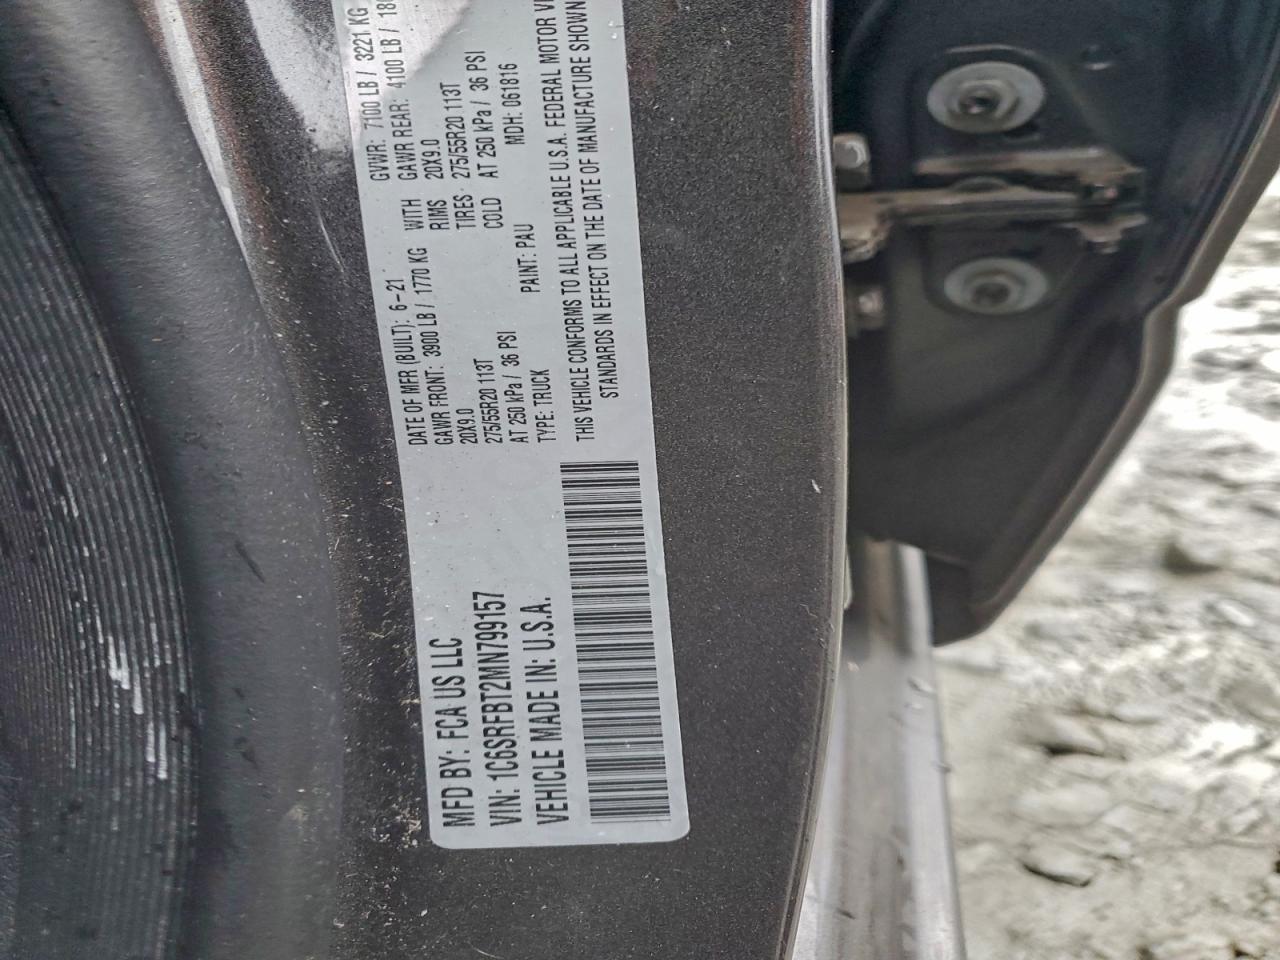 MFD BY: FCA US LLC
VIN: 1C6SRFBT2MN799157
VEHICLE MADE IN: U.S.A.
DATE OF MFR (BUILT): 6-21 GVWR: 7100 LB / 3221 KG
GAWR FRONT: 3900 LB / 1770 KG WITH GAWR REAR: 4100 LB /
20X9.0 RIMS 20X9.0
275/55R20 113T TIRES 275/55R20 113T
AT 250 kPa / 36 PSI COLD AT 250 kPa / 36 PSI
TYPE: TRUCK PAINT: PAU MDH: 061816
THIS VEHICLE CONFORMS TO ALL APPLICABLE U.S.A. FEDERAL MOTOR
STANDARDS IN EFFECT ON THE DATE OF MANUFACTURE SHOWN